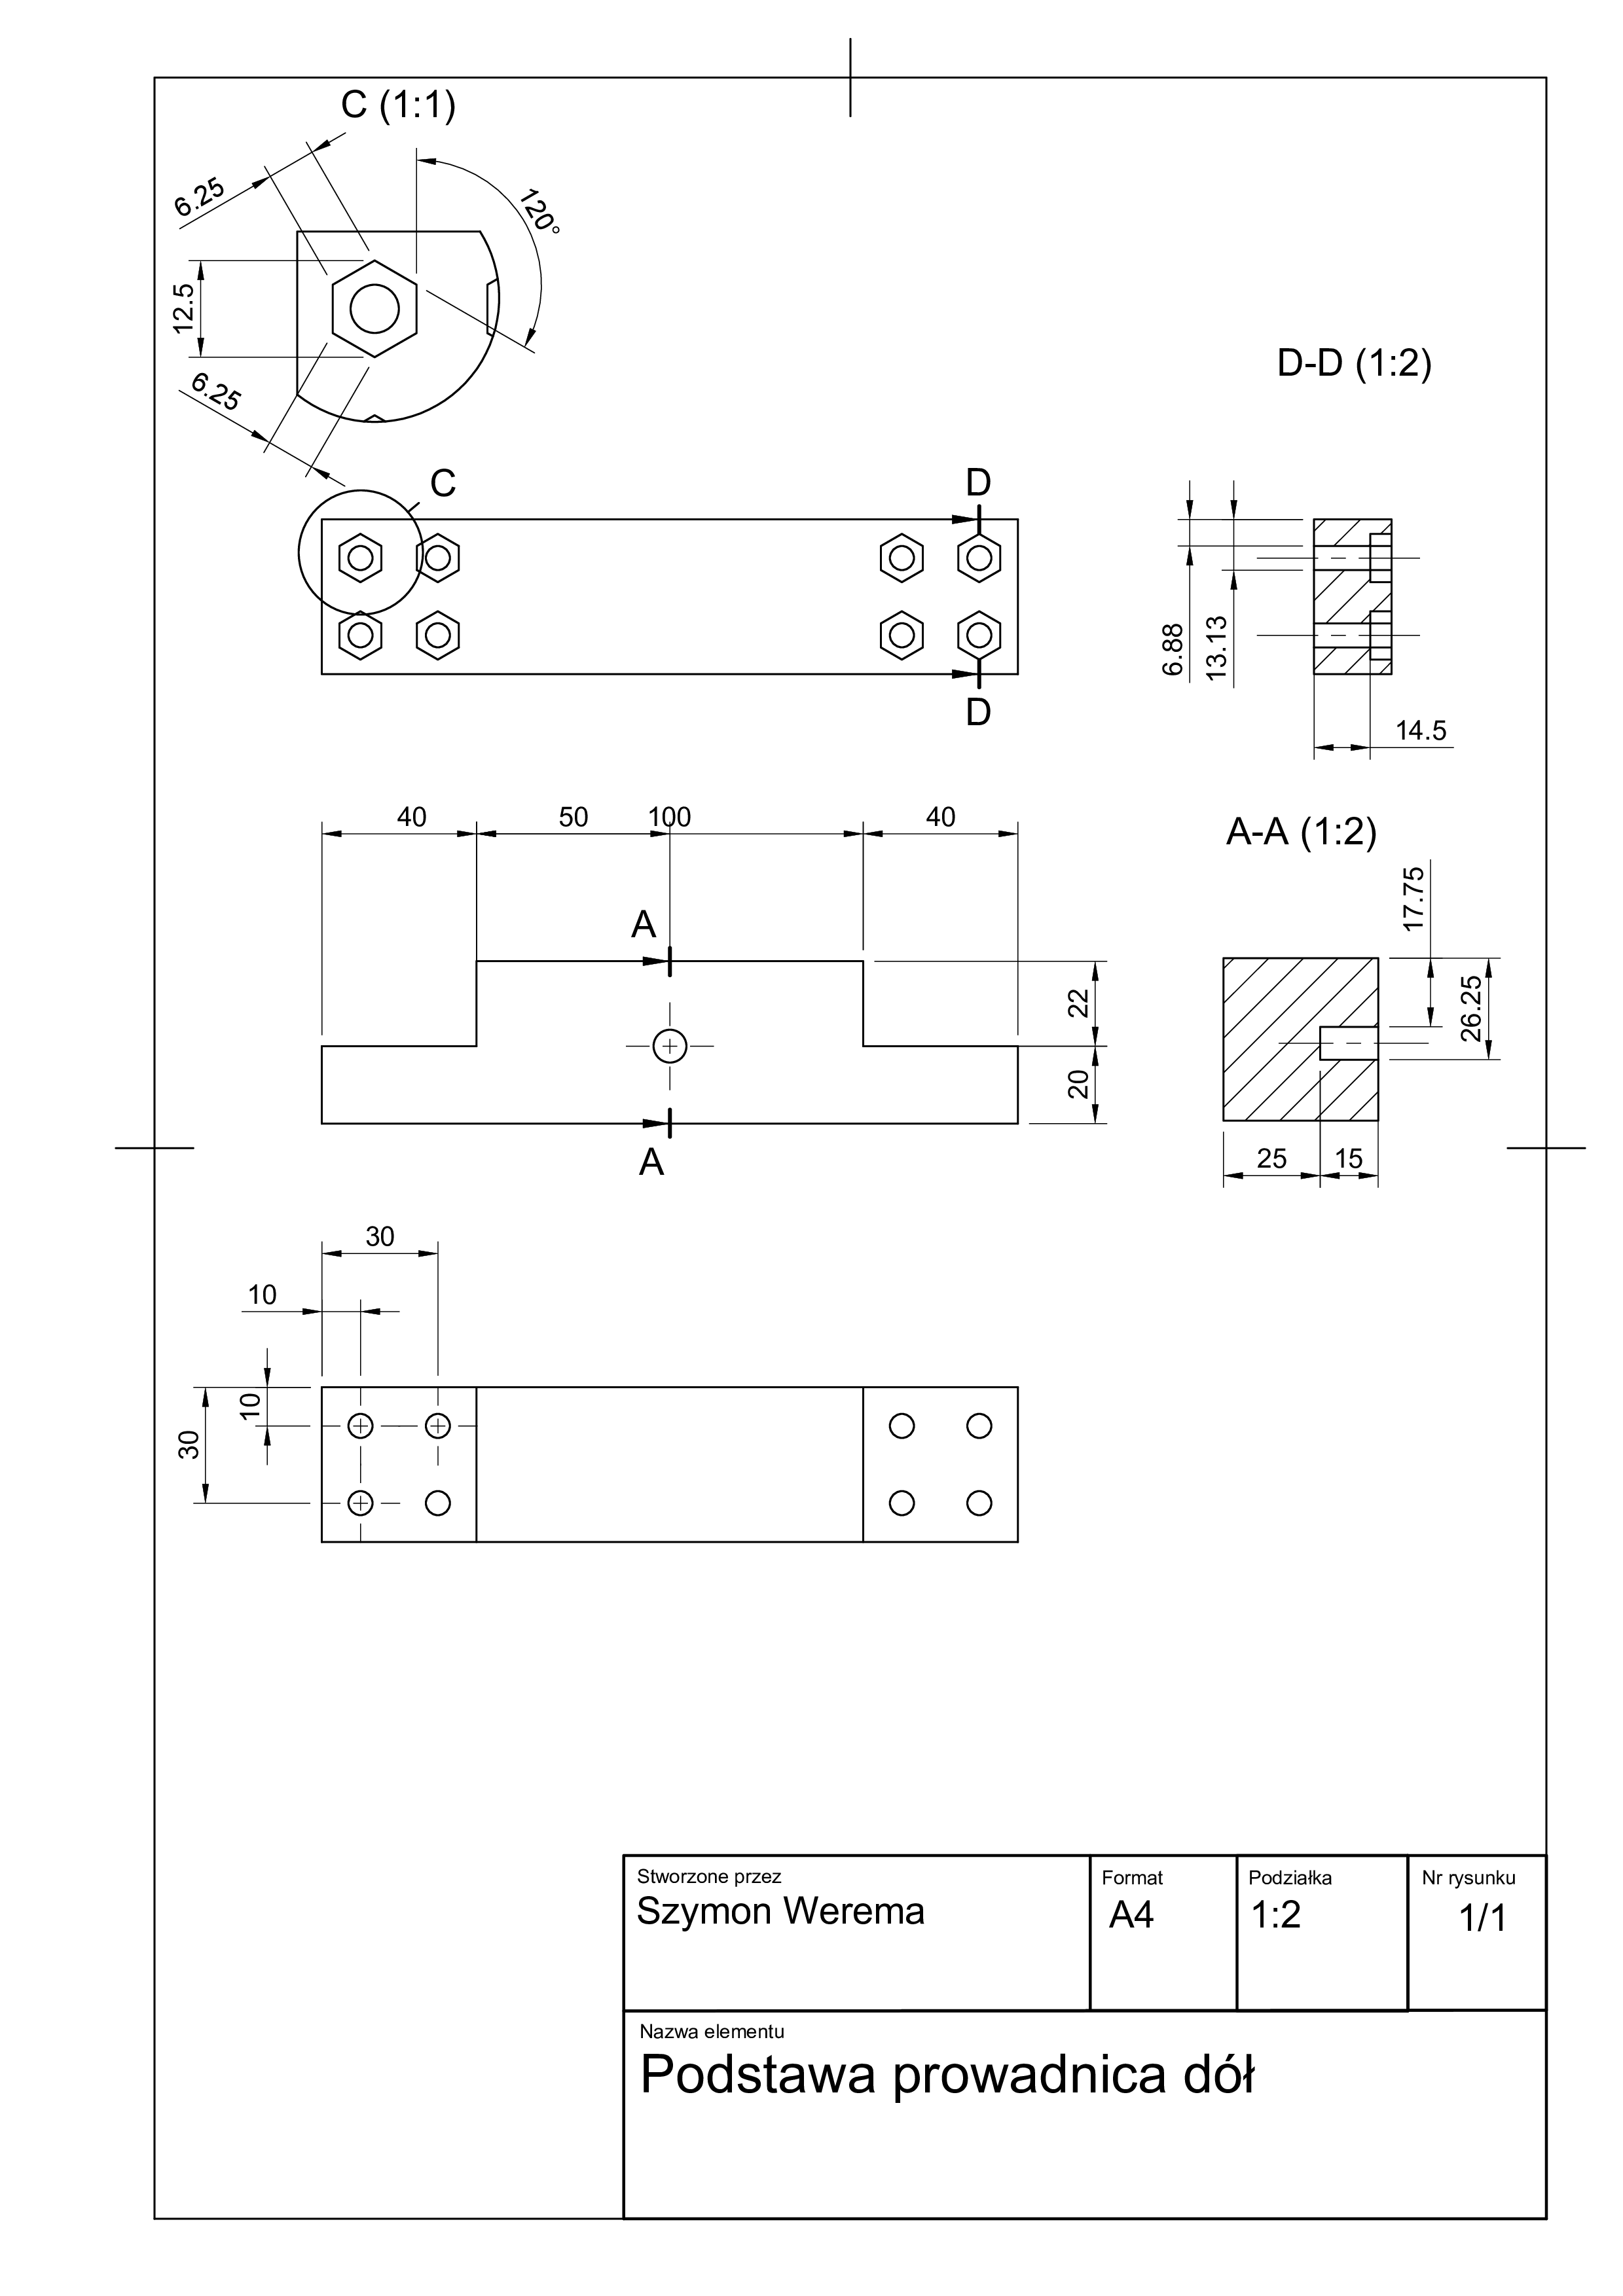 C (1:1)
6.25
120°
12.5
6.25
D-D (1:2)
C
D
6.88
13.13
D
14.5
40
50
100
40
A-A (1:2)
17.75
A
22
26.25
20
A
25
15
30
10
10
30
Stworzone przez
Szymon Werema
Format
A4
Podziałka
1:2
Nr rysunku
1/1
Nazwa elementu
Podstawa prowadnica dół